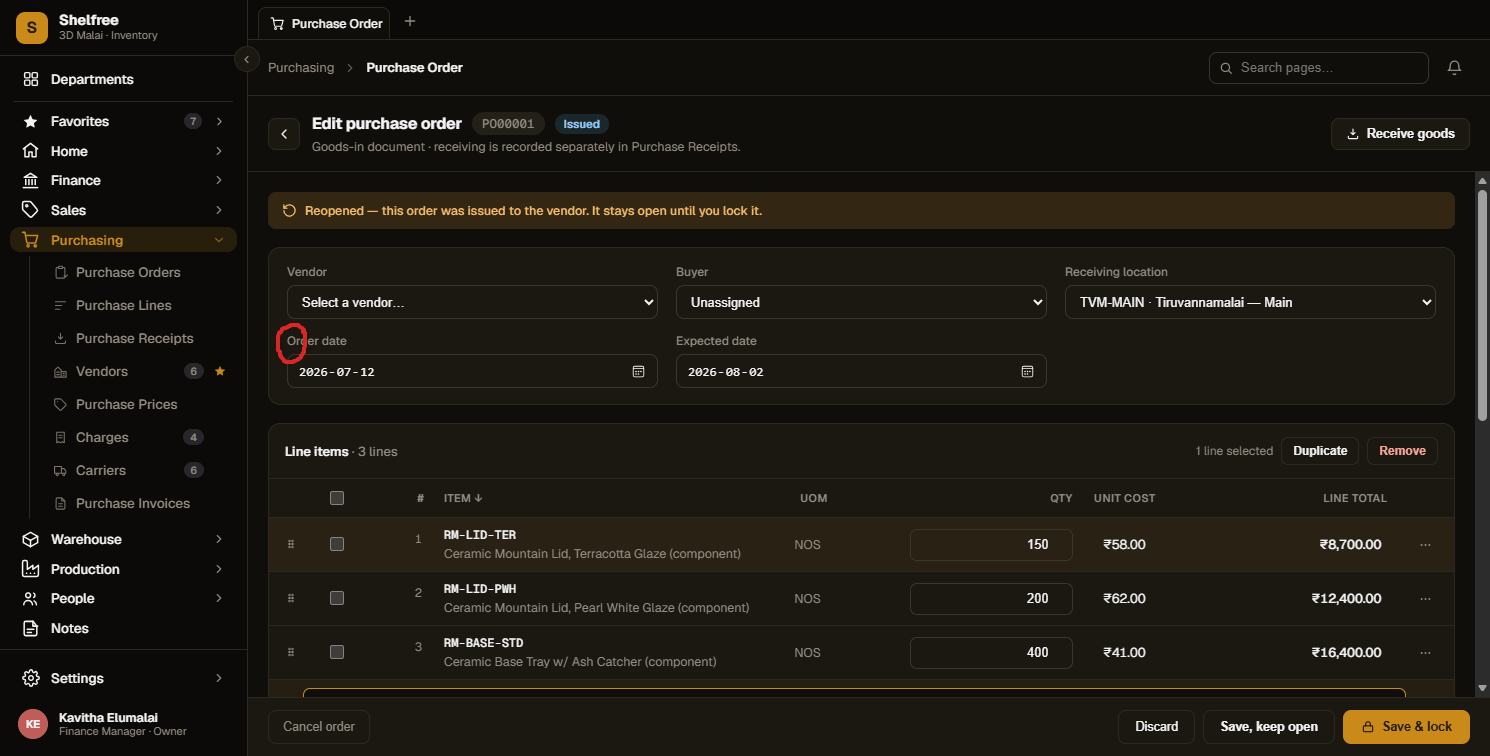 S
Shelfree
3D Malai · Inventory
Departments
Favorites 7
Home
Finance
Sales
Purchasing
Purchase Orders
Purchase Lines
Purchase Receipts
Vendors 6
Purchase Prices
Charges 4
Carriers 6
Purchase Invoices
Warehouse
Production
People
Notes
Settings
KE
Kavitha Elumalai
Finance Manager · Owner
Purchase Order
Purchasing Purchase Order
Search pages...
Edit purchase order PO00001 Issued
Goods-in document · receiving is recorded separately in Purchase Receipts.
Receive goods
Reopened — this order was issued to the vendor. It stays open until you lock it.
Vendor Buyer Receiving location
Select a vendor... Unassigned TVM-MAIN · Tiruvannamalai — Main
Order date Expected date
2026-07-12 2026-08-02
Line items · 3 lines 1 line selected Duplicate Remove
# ITEM ↓ UOM QTY UNIT COST LINE TOTAL
1 RM-LID-TER
Ceramic Mountain Lid, Terracotta Glaze (component) NOS 150 ₹58.00 ₹8,700.00
2 RM-LID-PWH
Ceramic Mountain Lid, Pearl White Glaze (component) NOS 200 ₹62.00 ₹12,400.00
3 RM-BASE-STD
Ceramic Base Tray w/ Ash Catcher (component) NOS 400 ₹41.00 ₹16,400.00
Cancel order Discard Save, keep open Save & lock